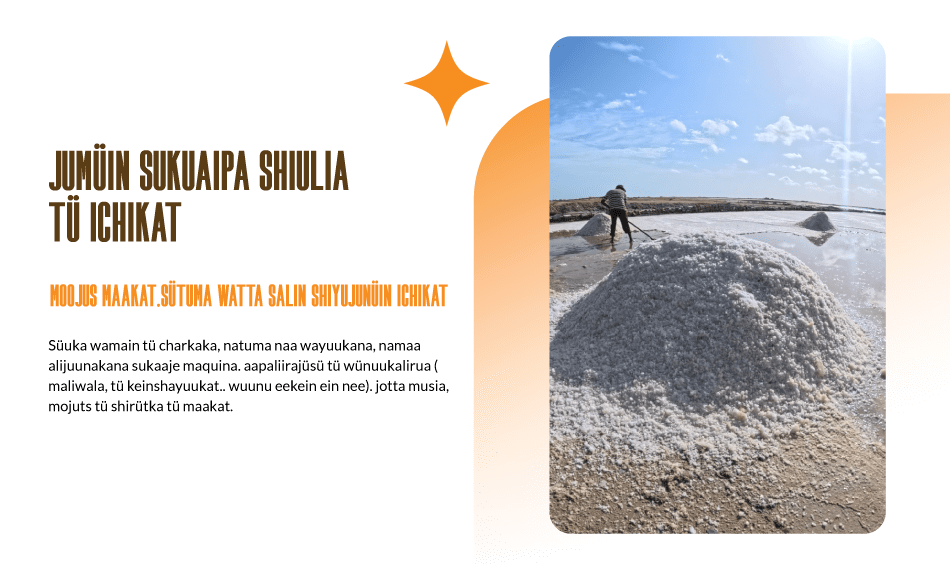 JUMÜIN SUKUAIPA SHIULIA
TÜ ICHIKAT
MOOJUS MAAKAT.SÜTUMA WATTA SALIN SHIYUJUNÜIN ICHIKAT
Süuka wamain tü charkaka, natuma naa wayuukana, namaa
alijuunakana sukaaje maquina. aapaliirajüsü tü wünuukalirua (
maliwala, tü keinshayuukat.. wuunu eekein ein nee). jotta musia,
mojuts tü shirütka tü maakat.